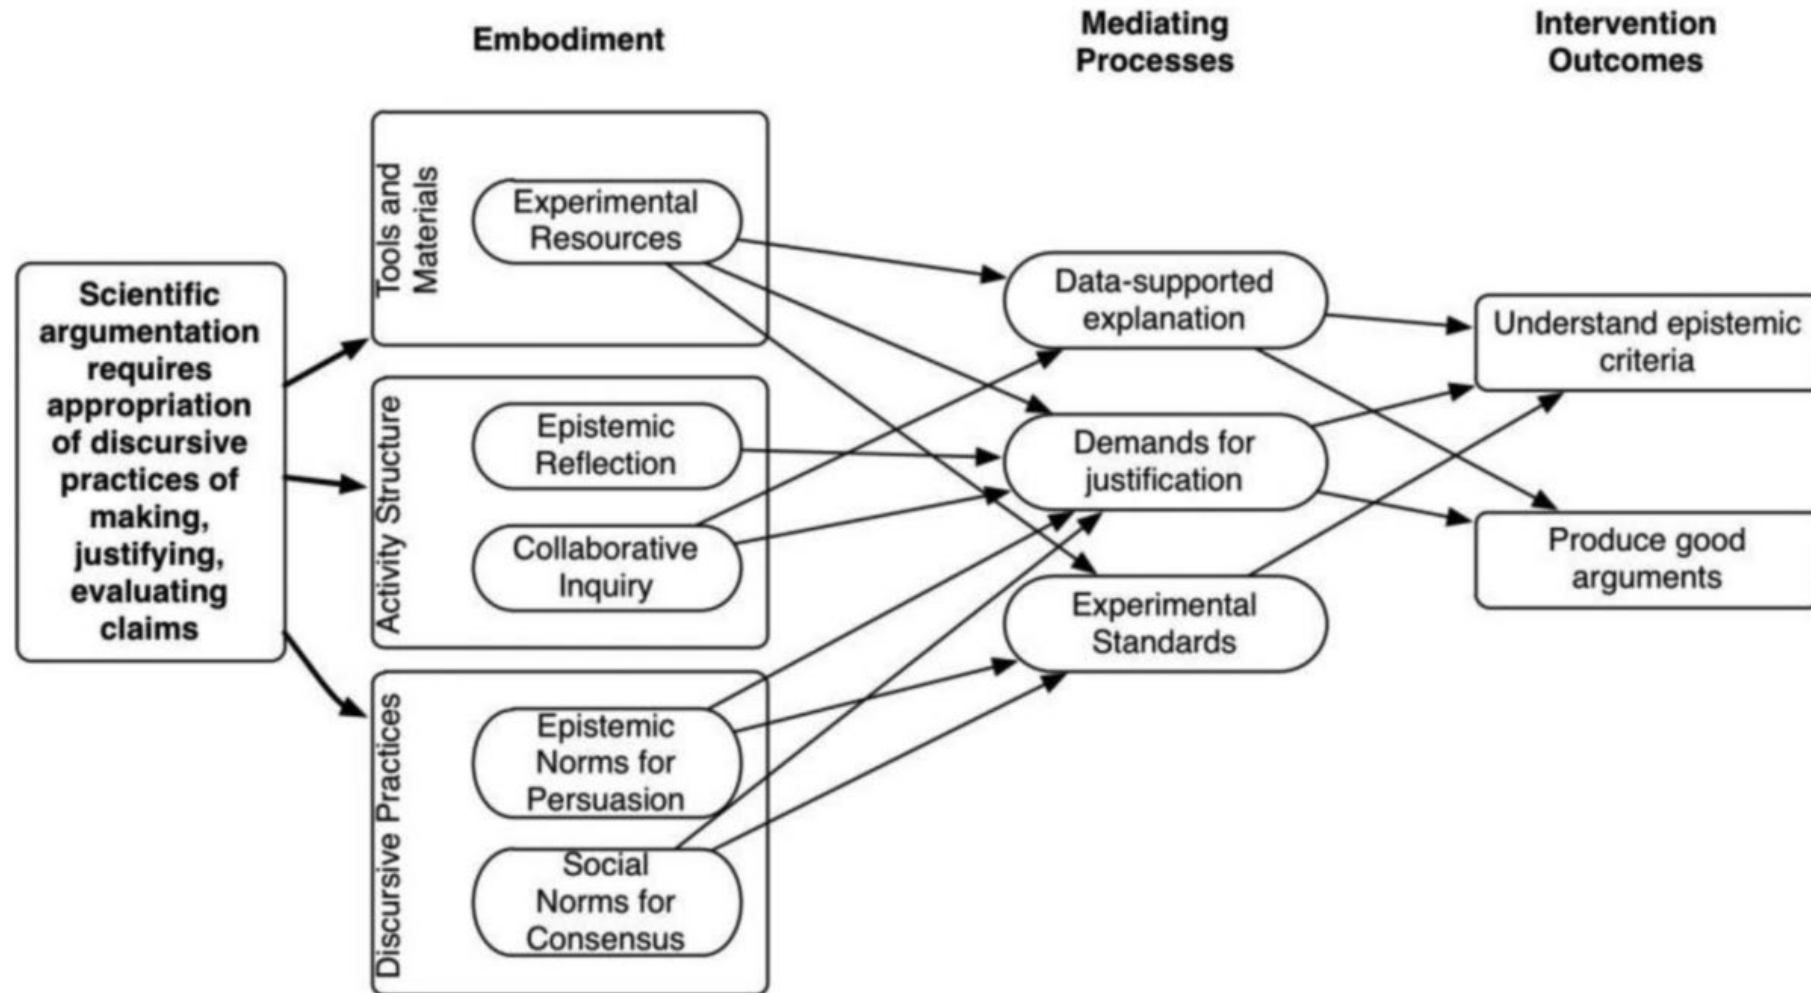 Embodiment
Mediating
Processes
Intervention
Outcomes
Scientific
argumentation
requires
appropriation
of discursive
practices of
making,
justifying,
evaluating
claims
Tools and
Materials
Experimental
Resources
Activity Structure
Epistemic
Reflection
Collaborative
Inquiry
Discursive Practices
Epistemic
Norms for
Persuasion
Social
Norms for
Consensus
Data-supported
explanation
Demands for
justification
Experimental
Standards
Understand epistemic
criteria
Produce good
arguments